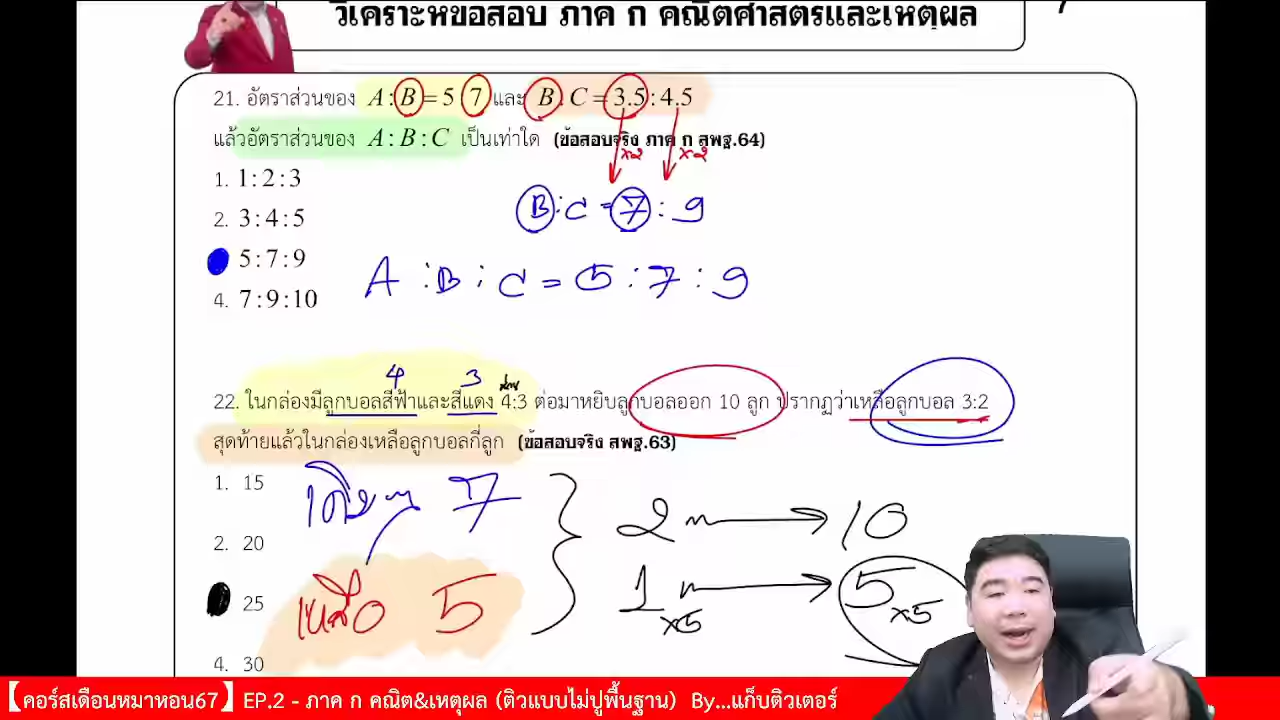 วิเคราะห์ข้อสอบ ภาค ก คณิตศาสตร์และเหตุผล
21. อัตราส่วนของ A : B = 5 7 และ B C = 3.5 : 4.5
แล้วอัตราส่วนของ A : B : C เป็นเท่าใด (ข้อสอบจริง ภาค ก สพฐ.64)
x2 x2
1. 1 : 2 : 3
B : C = 7 : 9
2. 3 : 4 : 5
5 : 7 : 9
A : B : C = 5 : 7 : 9
4. 7 : 9 : 10
4 3 ส่วน
22. ในกล่องมีลูกบอลสีฟ้าและสีแดง 4:3 ต่อมาหยิบลูกบอลออก 10 ลูก ปรากฏว่าเหลือลูกบอล 3:2
สุดท้ายแล้วในกล่องเหลือลูกบอลกี่ลูก (ข้อสอบจริง สพฐ.63)
1. 15
เดิม 7
2 → 10
2. 20
25
เหลือ 5
1 → 5
x5 x5
4. 30
【คอร์สเดือนหมาหอน67】 EP.2 - ภาค ก คณิต&เหตุผล (ติวแบบไม่ปูพื้นฐาน) By...แก็บติวเตอร์